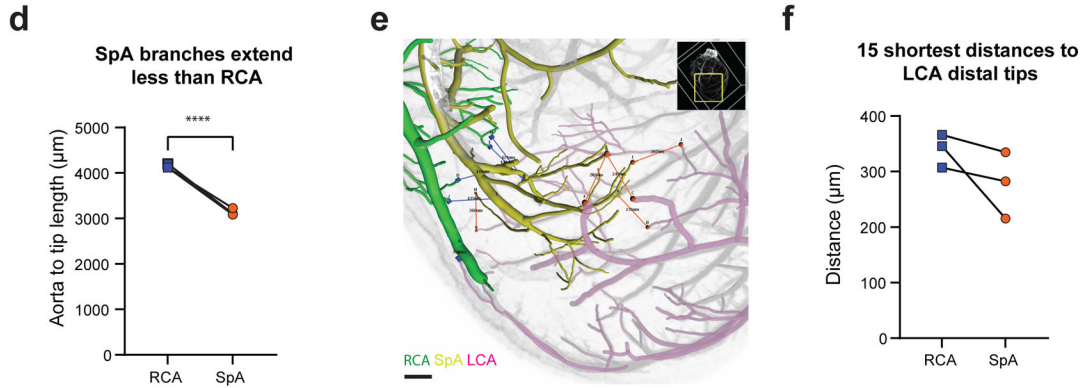 d
SpA branches extend
less than RCA
Aorta to tip length (µm)
5000
4000
3000
2000
1000
0
****
RCA
SpA
e
RCA SpA LCA
f
15 shortest distances to
LCA distal tips
Distance
(µm)
400
300
200
100
0
RCA
SpA